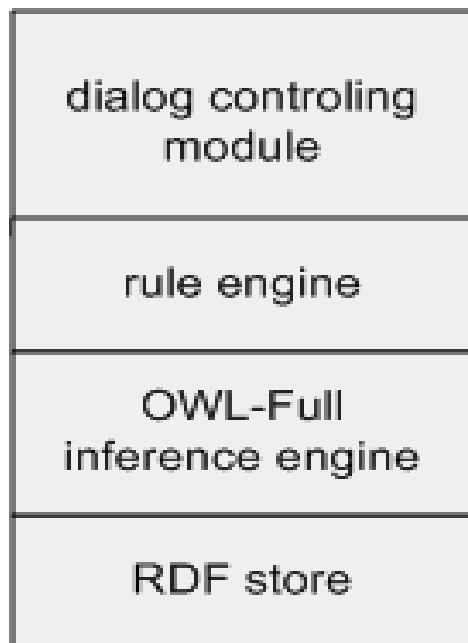 dialog controling
module
rule engine
OWL-Full
inference engine
RDF store